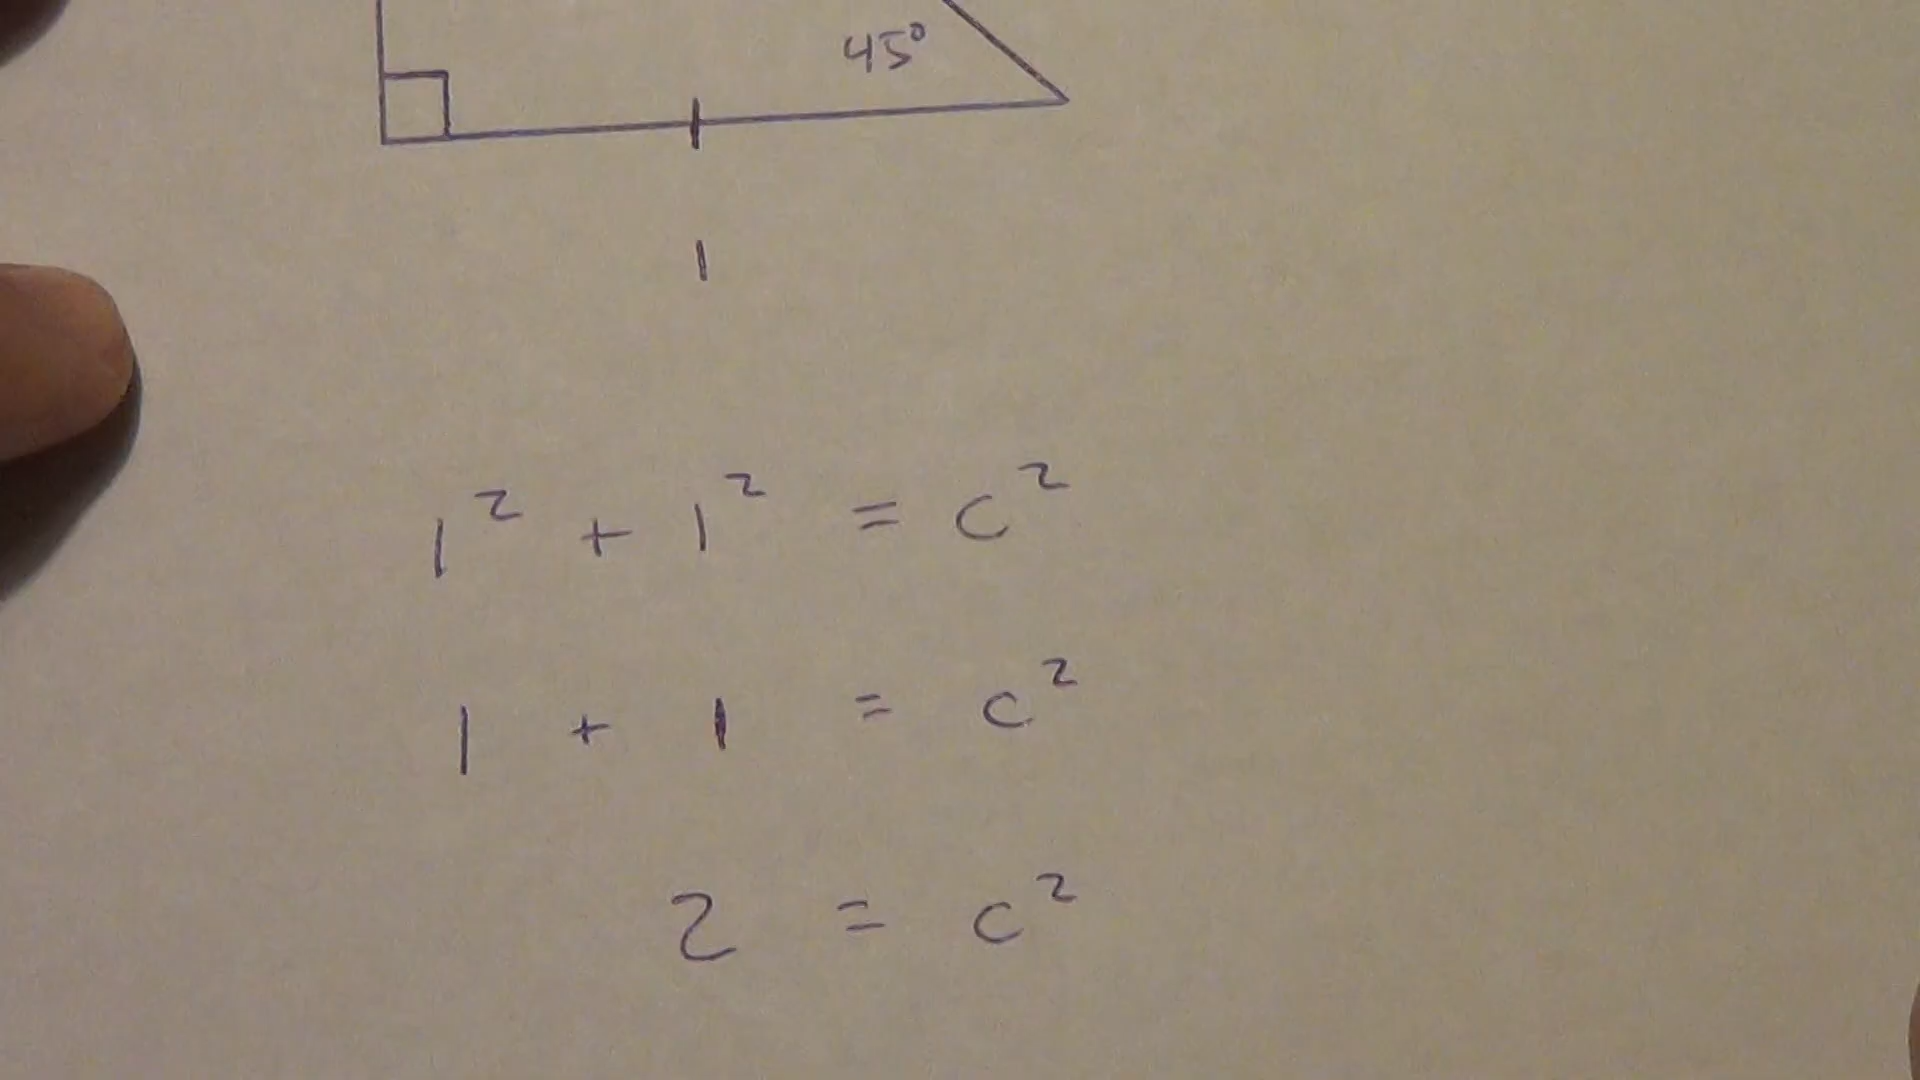 45°
1
1² + 1² = c²
1 + 1 = c²
2 = c²